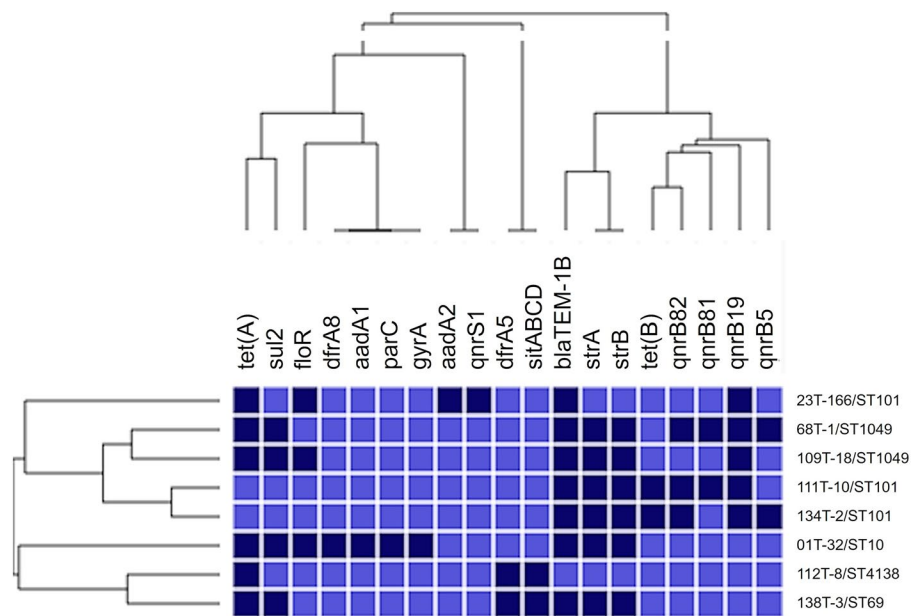 tet(A)
sul2
floR
dfrA8
aadA1
parC
gyrA
aadA2
qnrS1
dfrA5
sitABCD
blaTEM-1B
strA
strB
tet(B)
qnrB82
qnrB81
qnrB19
qnrB5
23T-166/ST101
68T-1/ST1049
109T-18/ST1049
111T-10/ST101
134T-2/ST101
01T-32/ST10
112T-8/ST4138
138T-3/ST69